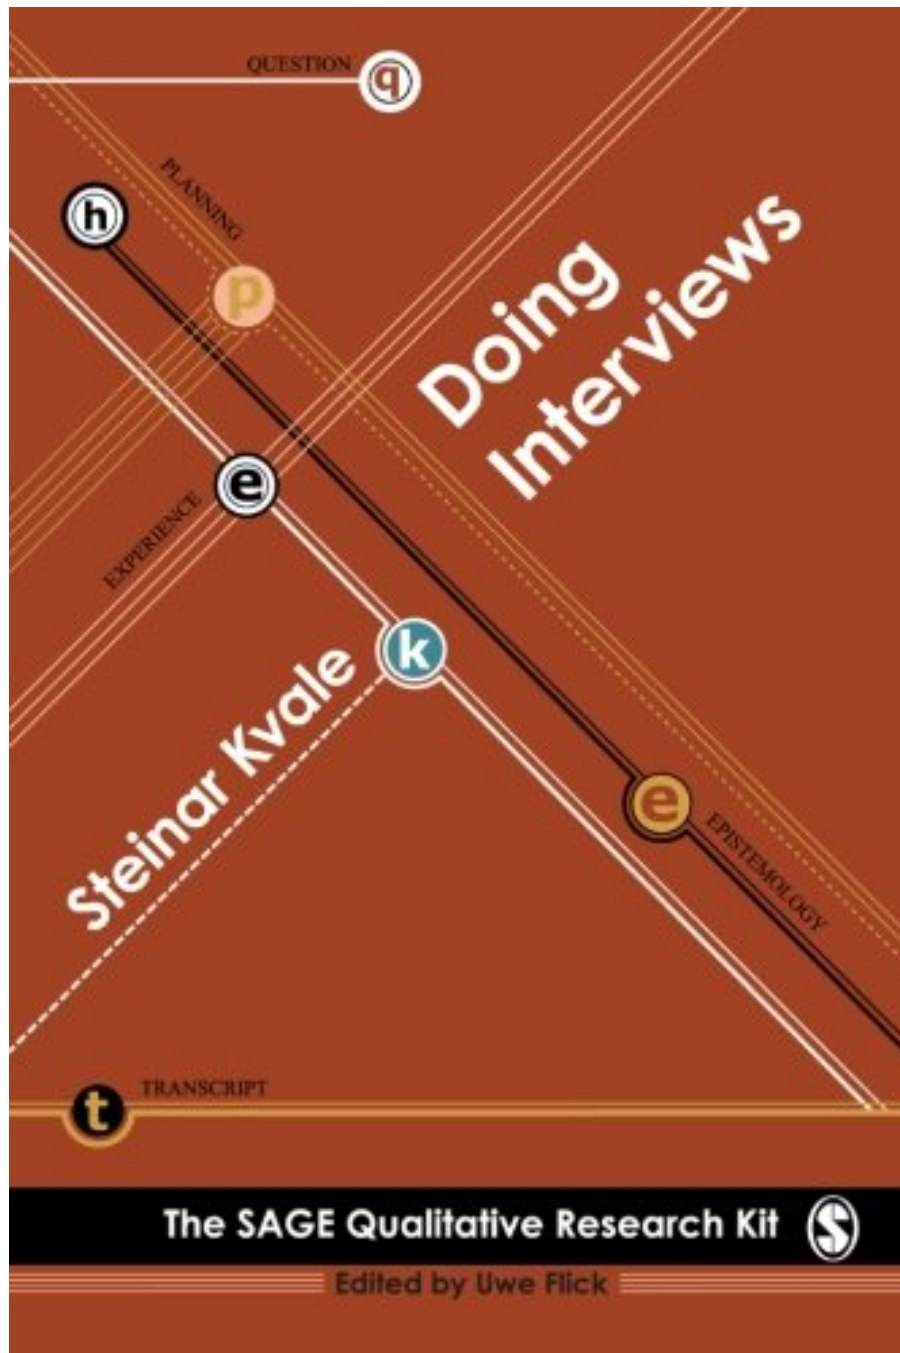 QUESTION
q
PLANNING
h
p
Doing
Interviews
e
EXPERIENCE
k
Steinar Kvale
e
EPISTEMOLOGY
t
TRANSCRIPT
The SAGE Qualitative Research Kit
S
Edited by Uwe Flick